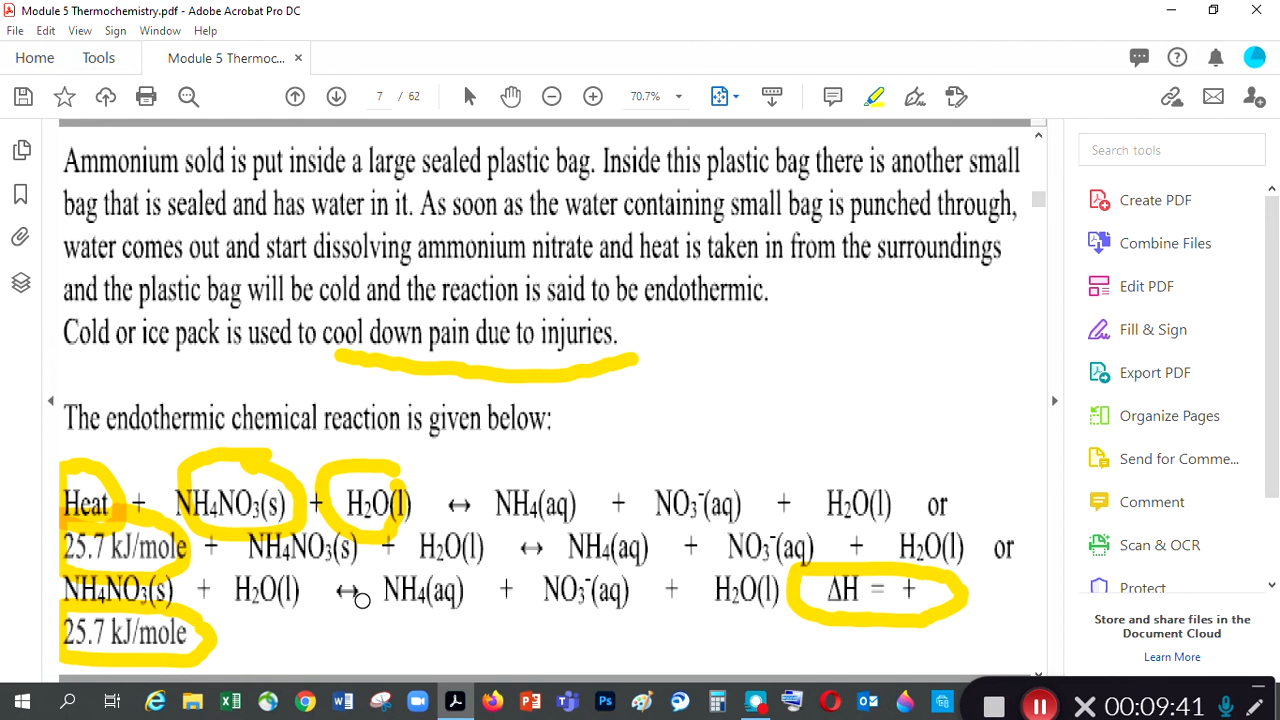 Module 5 Thermochemistry.pdf - Adobe Acrobat Pro DC
File Edit View Sign Window Help
Home Tools Module 5 Thermoc... ×
7 / 62 70.7%
Ammonium sold is put inside a large sealed plastic bag. Inside this plastic bag there is another small
bag that is sealed and has water in it. As soon as the water containing small bag is punched through,
water comes out and start dissolving ammonium nitrate and heat is taken in from the surroundings
and the plastic bag will be cold and the reaction is said to be endothermic.
Cold or ice pack is used to cool down pain due to injuries.
The endothermic chemical reaction is given below:
Heat + NH₄NO₃(s) + H₂O(l) ↔ NH₄(aq) + NO₃⁻(aq) + H₂O(l) or
25.7 kJ/mole + NH₄NO₃(s) + H₂O(l) ↔ NH₄(aq) + NO₃⁻(aq) + H₂O(l) or
NH₄NO₃(s) + H₂O(l) ↔ NH₄(aq) + NO₃⁻(aq) + H₂O(l) ΔH = +
25.7 kJ/mole
Search tools
Create PDF
Combine Files
Edit PDF
Fill & Sign
Export PDF
Organize Pages
Send for Comme...
Comment
Scan & OCR
Protect
Store and share files in the
Document Cloud
Learn More
00:09:41